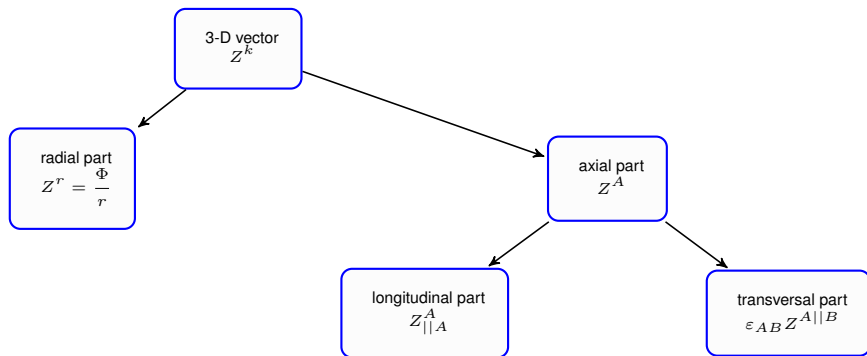 3-D vector
Z^k
radial part
Z^r = Φ/r
axial part
Z^A
longitudinal part
Z^A_{||A}
transversal part
ε_{AB} Z^{A||B}